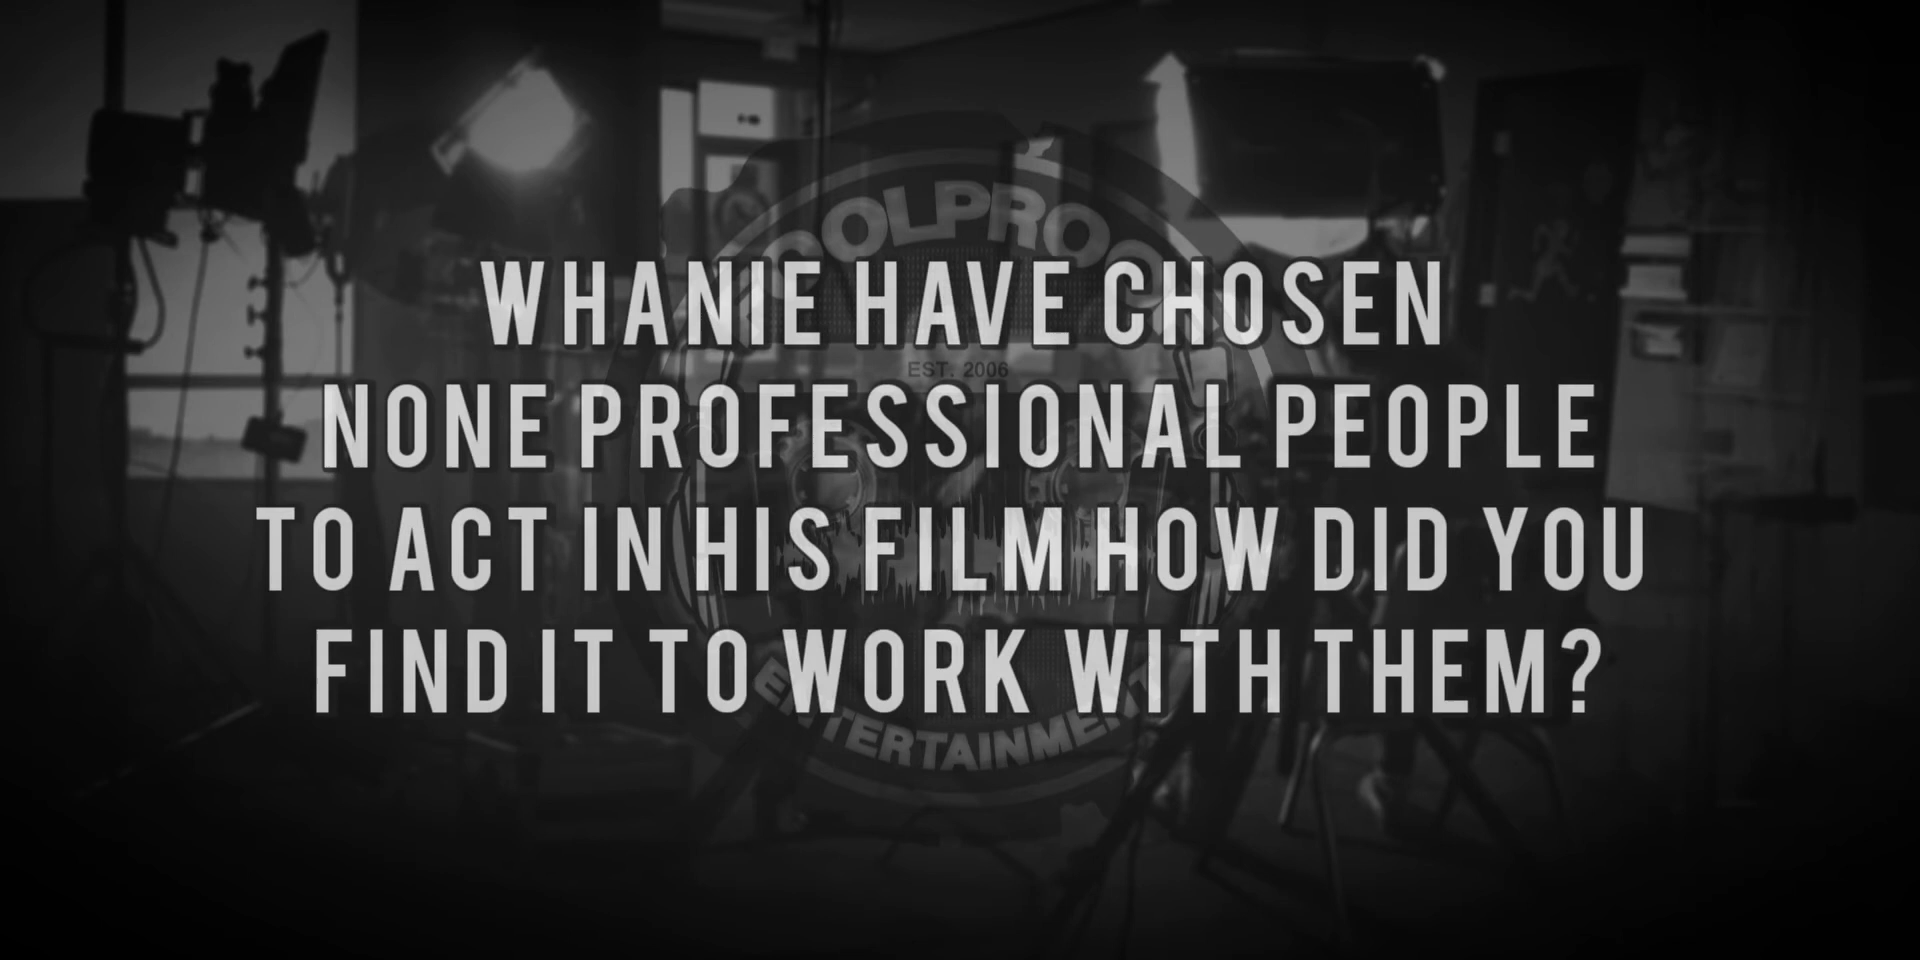 WHANIE HAVE CHOSEN
NONE PROFESSIONAL PEOPLE
TO ACT IN HIS FILM HOW DID YOU
FIND IT TO WORK WITH THEM?
EST. 2006
ENTERTAINMENT